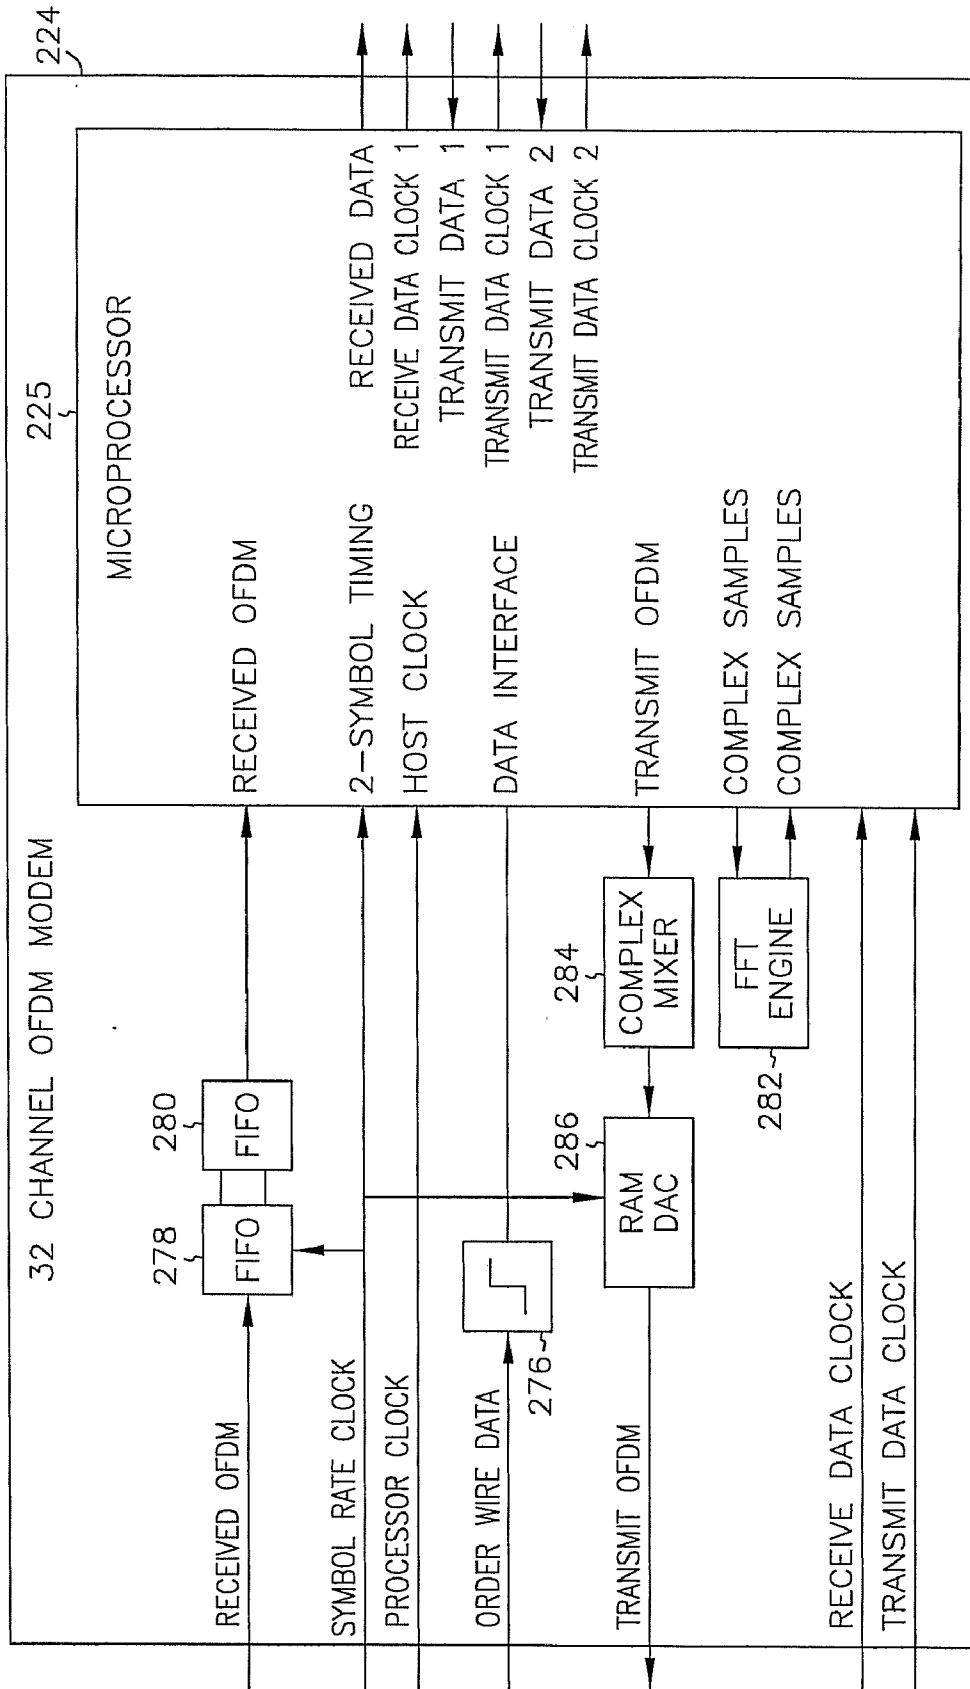 32 CHANNEL OFDM MODEM
224
225
MICROPROCESSOR
RECEIVED OFDM
278
FIFO
280
FIFO
RECEIVED OFDM
RECEIVED DATA
SYMBOL RATE CLOCK
2-SYMBOL TIMING
RECEIVE DATA CLOCK 1
PROCESSOR CLOCK
HOST CLOCK
TRANSMIT DATA 1
ORDER WIRE DATA
276
DATA INTERFACE
TRANSMIT DATA CLOCK 1
TRANSMIT DATA 2
TRANSMIT DATA CLOCK 2
TRANSMIT OFDM
286
RAM
DAC
284
COMPLEX
MIXER
TRANSMIT OFDM
282
FFT
ENGINE
COMPLEX SAMPLES
COMPLEX SAMPLES
RECEIVE DATA CLOCK
TRANSMIT DATA CLOCK